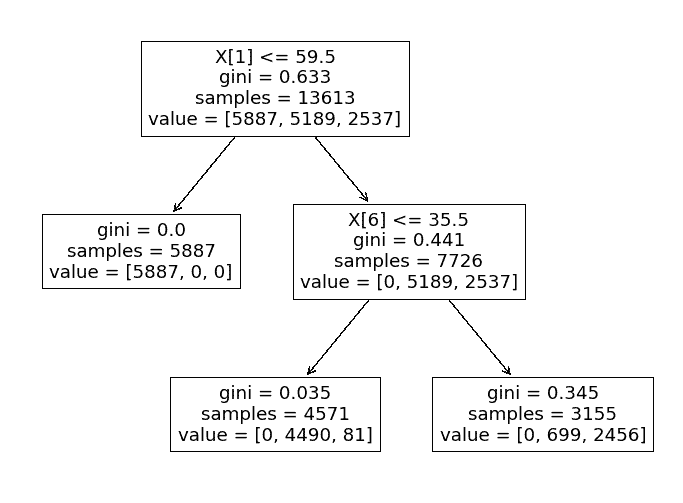 X[1] <= 59.5
gini = 0.633
samples = 13613
value = [5887, 5189, 2537]
gini = 0.0
samples = 5887
value = [5887, 0, 0]
X[6] <= 35.5
gini = 0.441
samples = 7726
value = [0, 5189, 2537]
gini = 0.035
samples = 4571
value = [0, 4490, 81]
gini = 0.345
samples = 3155
value = [0, 699, 2456]